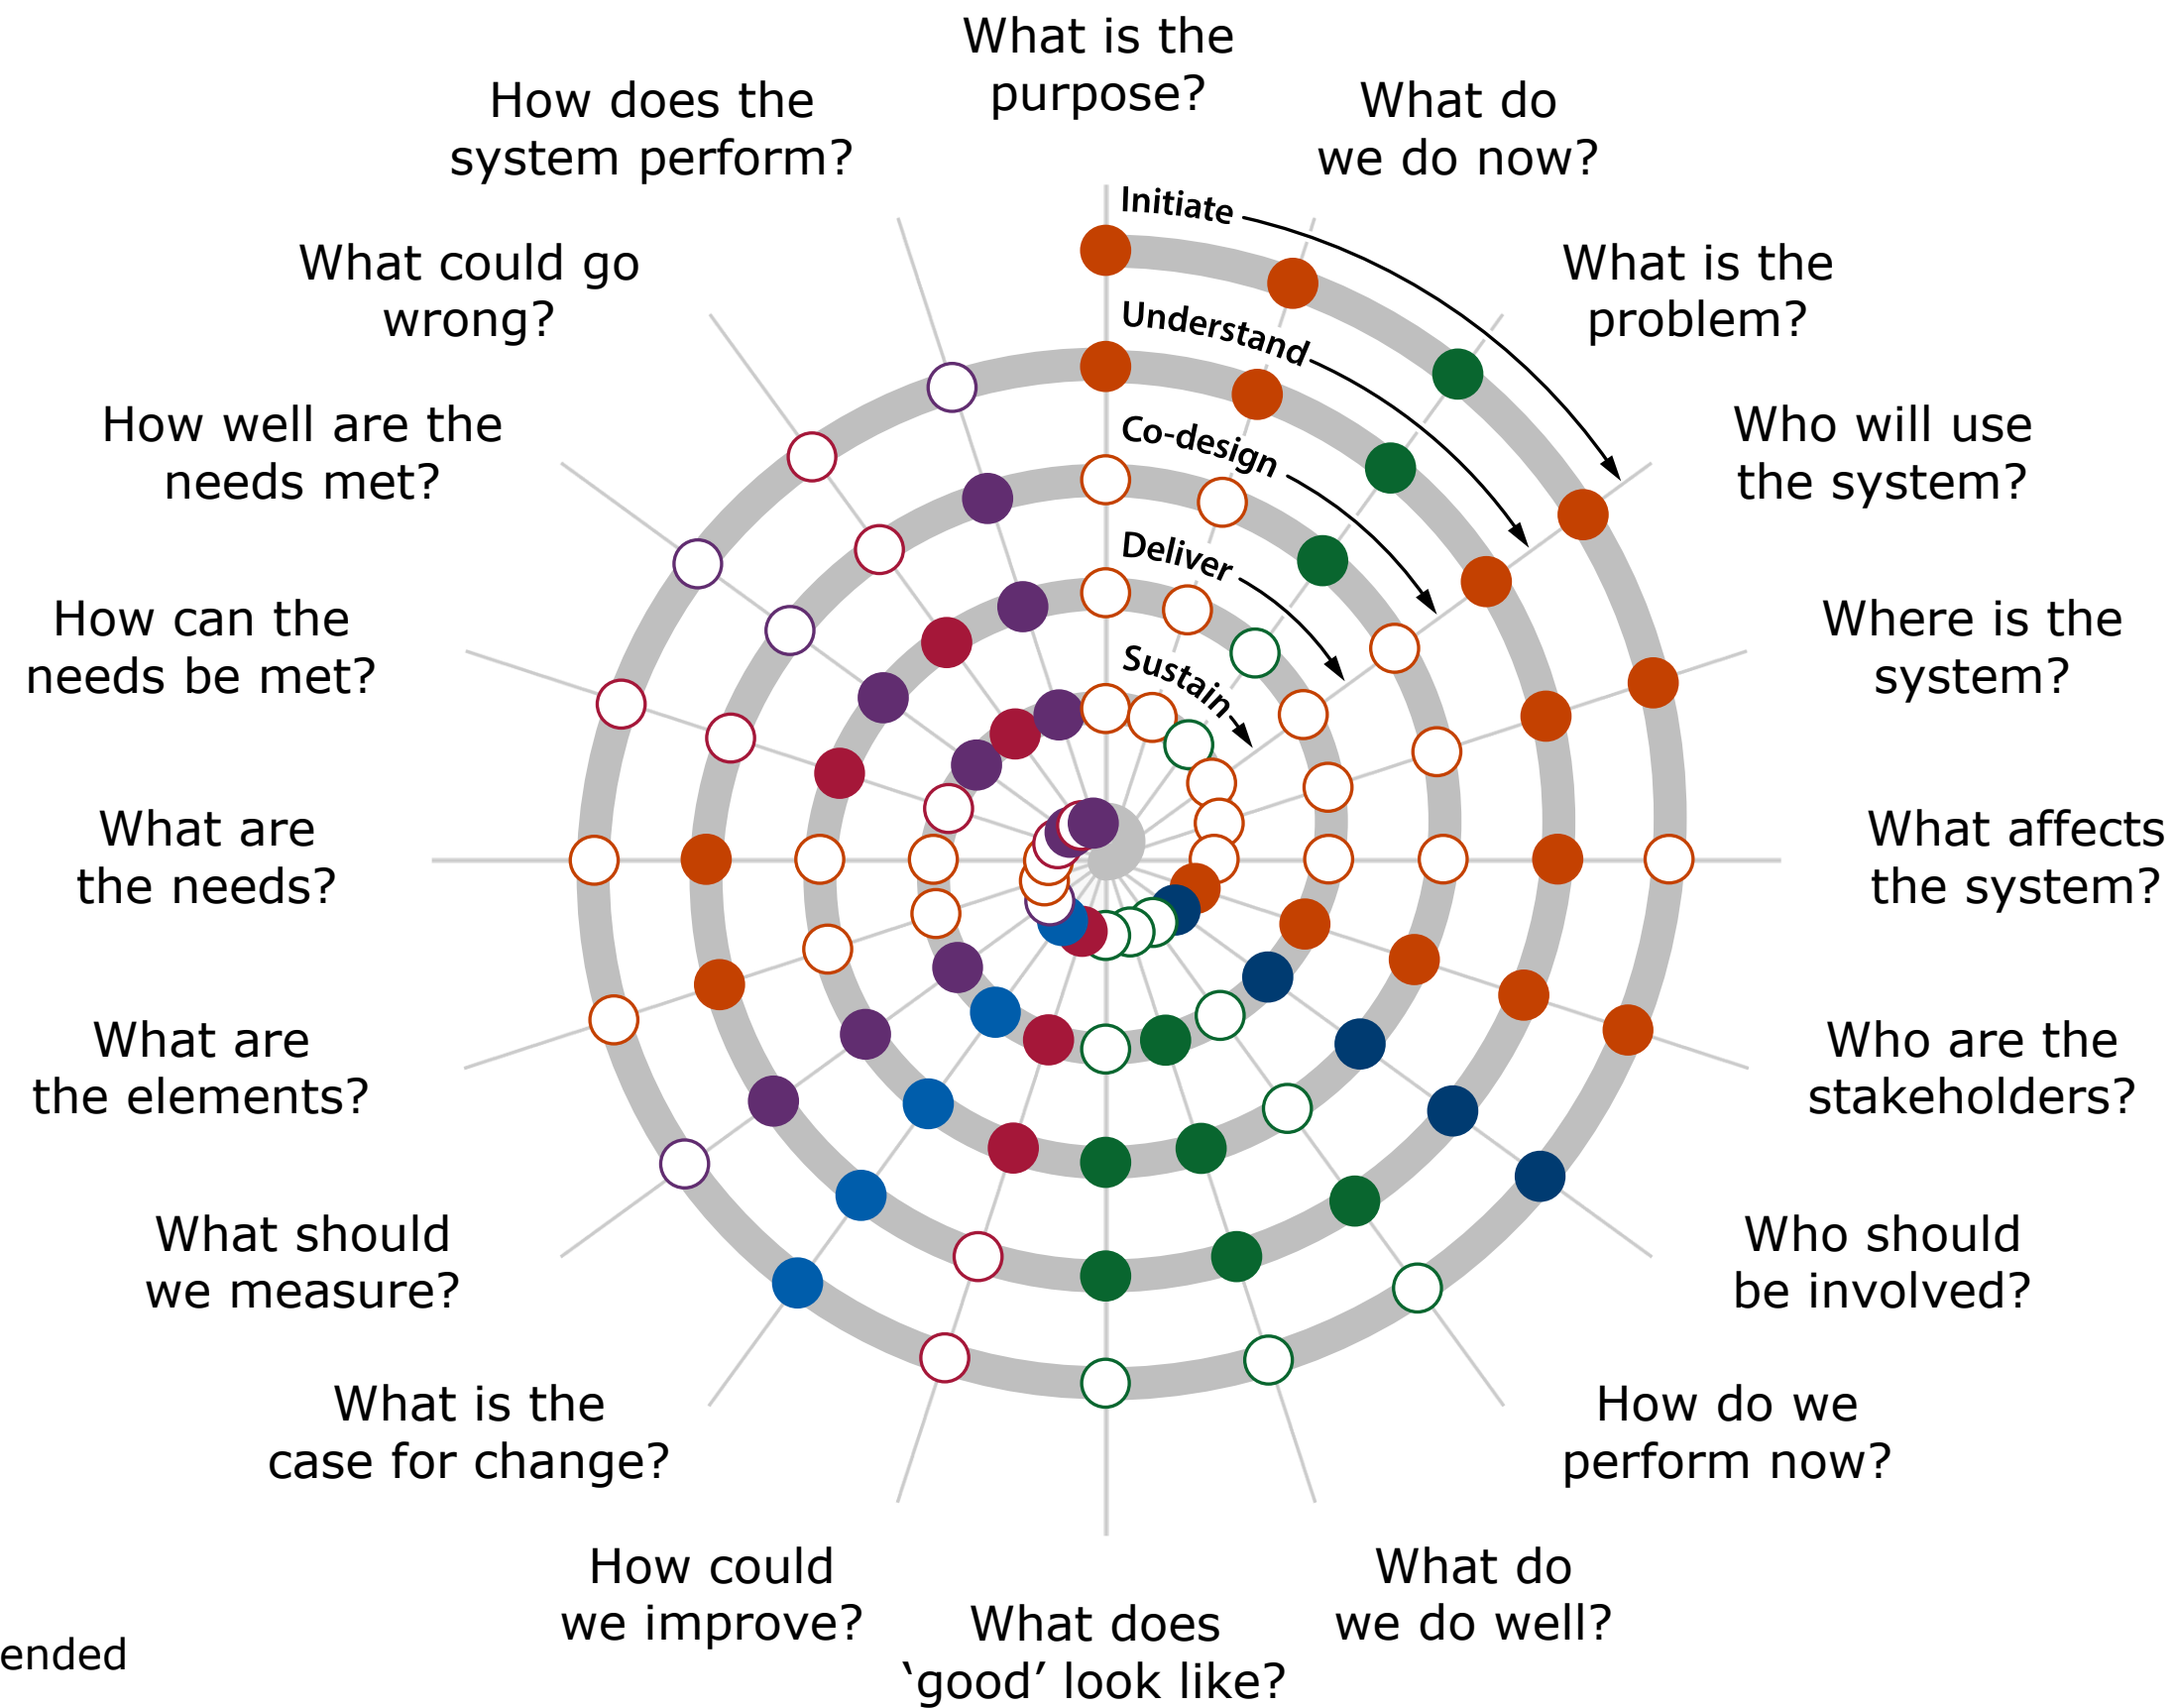 What is the
purpose?
What do
we do now?
What is the
problem?
Who will use
the system?
Where is the
system?
What affects
the system?
Who are the
stakeholders?
Who should
be involved?
How do we
perform now?
What do
we do well?
What does
‘good’ look like?
How could
we improve?
What is the
case for change?
What should
we measure?
What are
the elements?
What are
the needs?
How can the
needs be met?
How well are the
needs met?
What could go
wrong?
How does the
system perform?
Initiate
Understand
Co-design
Deliver
Sustain
ended